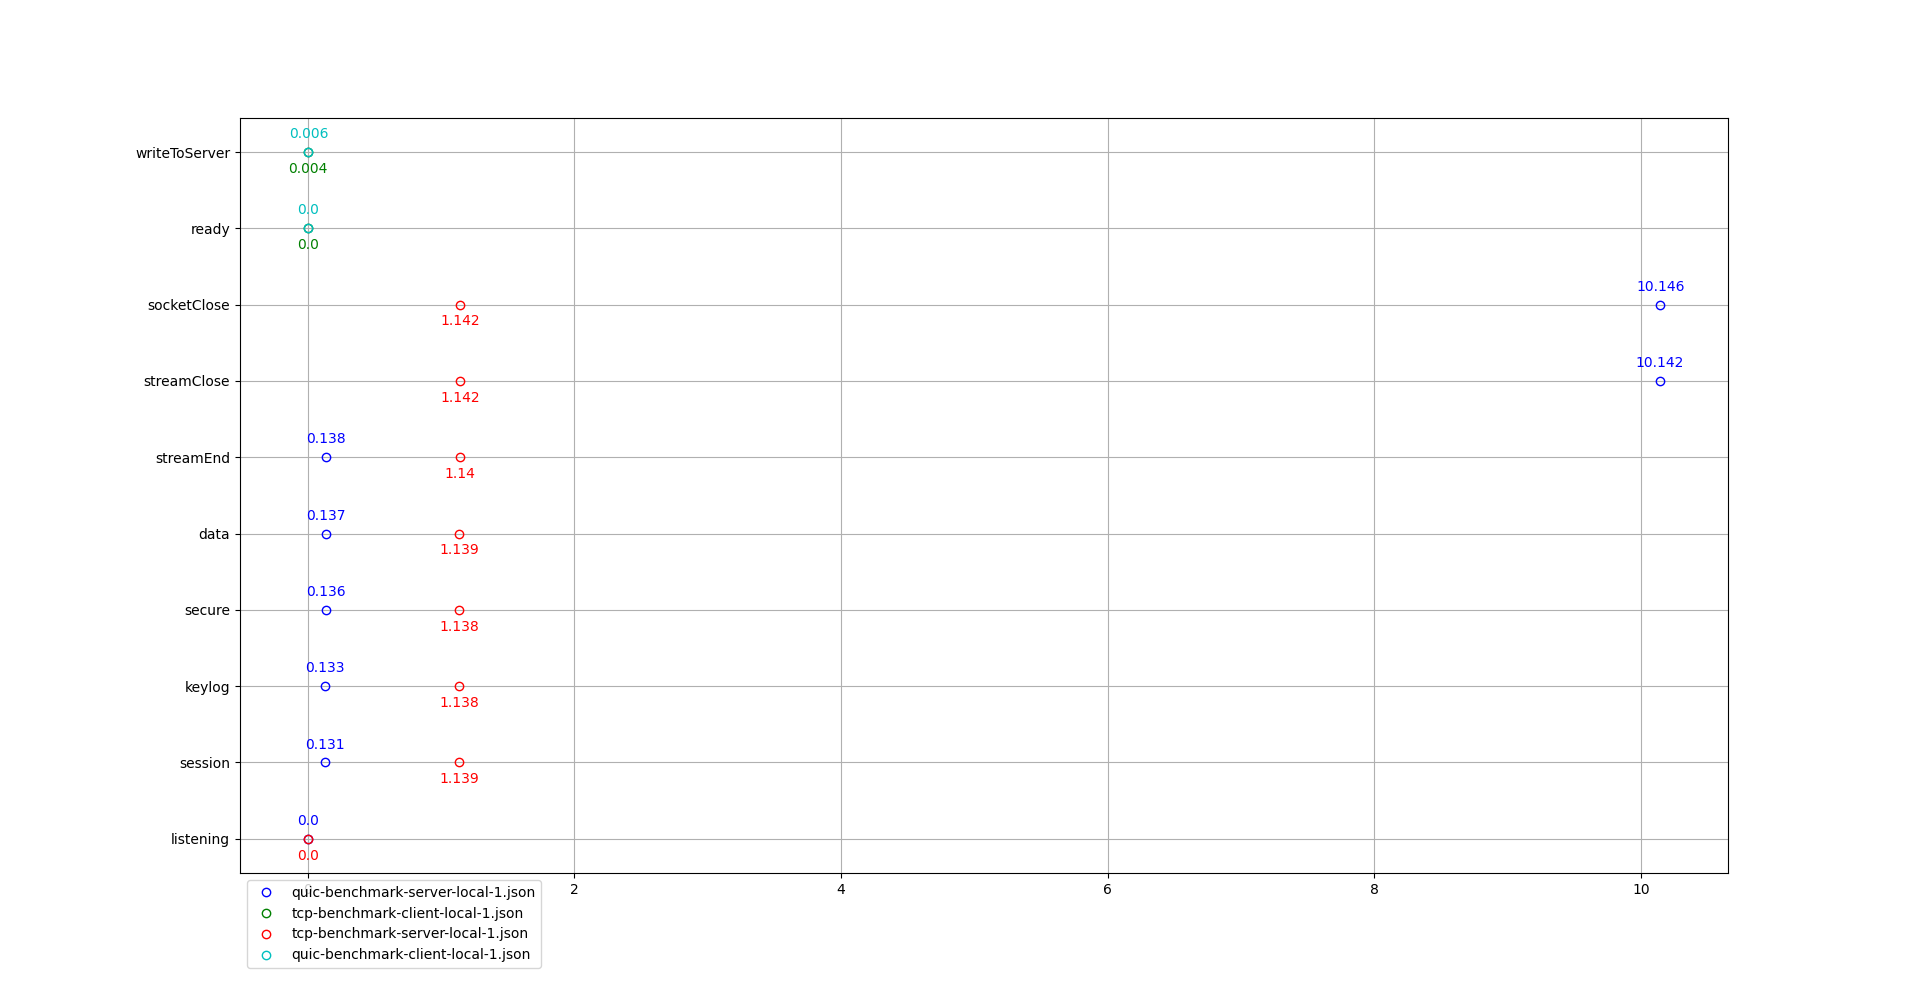 0.006
writeToServer
0.004
0.0
ready
0.0
10.146
socketClose
1.142
10.142
streamClose
1.142
0.138
streamEnd
1.14
0.137
data
1.139
0.136
secure
1.138
0.133
keylog
1.138
0.131
session
1.139
0.0
listening
0.0
2 4 6 8 10
quic-benchmark-server-local-1.json
tcp-benchmark-client-local-1.json
tcp-benchmark-server-local-1.json
quic-benchmark-client-local-1.json